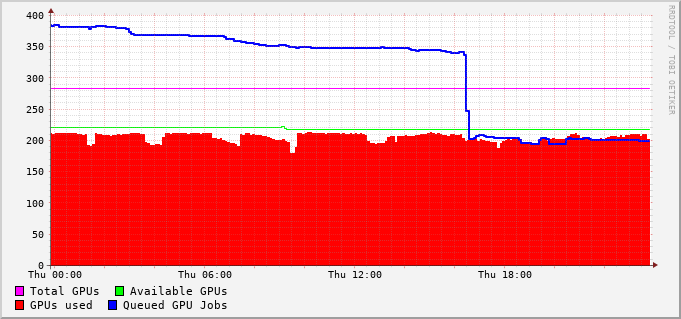 400
350
300
250
200
150
100
50
0
Thu 00:00 Thu 06:00 Thu 12:00 Thu 18:00
Total GPUs Available GPUs
GPUs used Queued GPU Jobs
RRDTOOL / TOBI OETIKER